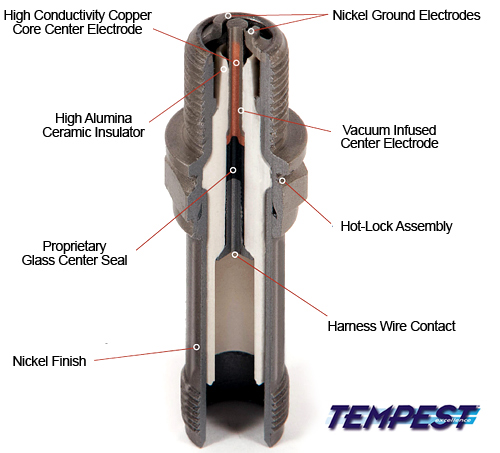 High Conductivity Copper
Core Center Electrode
Nickel Ground Electrodes
High Alumina
Ceramic Insulator
Vacuum Infused
Center Electrode
Hot-Lock Assembly
Proprietary
Glass Center Seal
Harness Wire Contact
Nickel Finish
TEMPEST
excellence